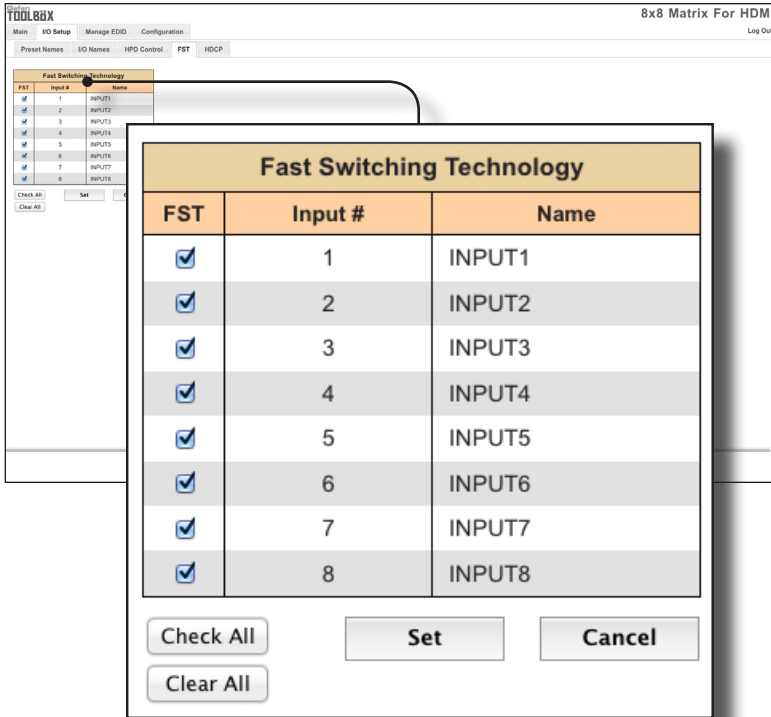 Gefen
TOOLBOX
8x8 Matrix For HDM
Main I/O Setup Manage EDID Configuration
Log Out
Preset Names I/O Names HPD Control FST HDCP
Fast Switching Technology
FST Input # Name
1 INPUT1
2 INPUT2
3 INPUT3
4 INPUT4
5 INPUT5
6 INPUT6
7 INPUT7
8 INPUT8
Check All Set C
Clear All
Fast Switching Technology
FST Input # Name
1 INPUT1
2 INPUT2
3 INPUT3
4 INPUT4
5 INPUT5
6 INPUT6
7 INPUT7
8 INPUT8
Check All Set Cancel
Clear All